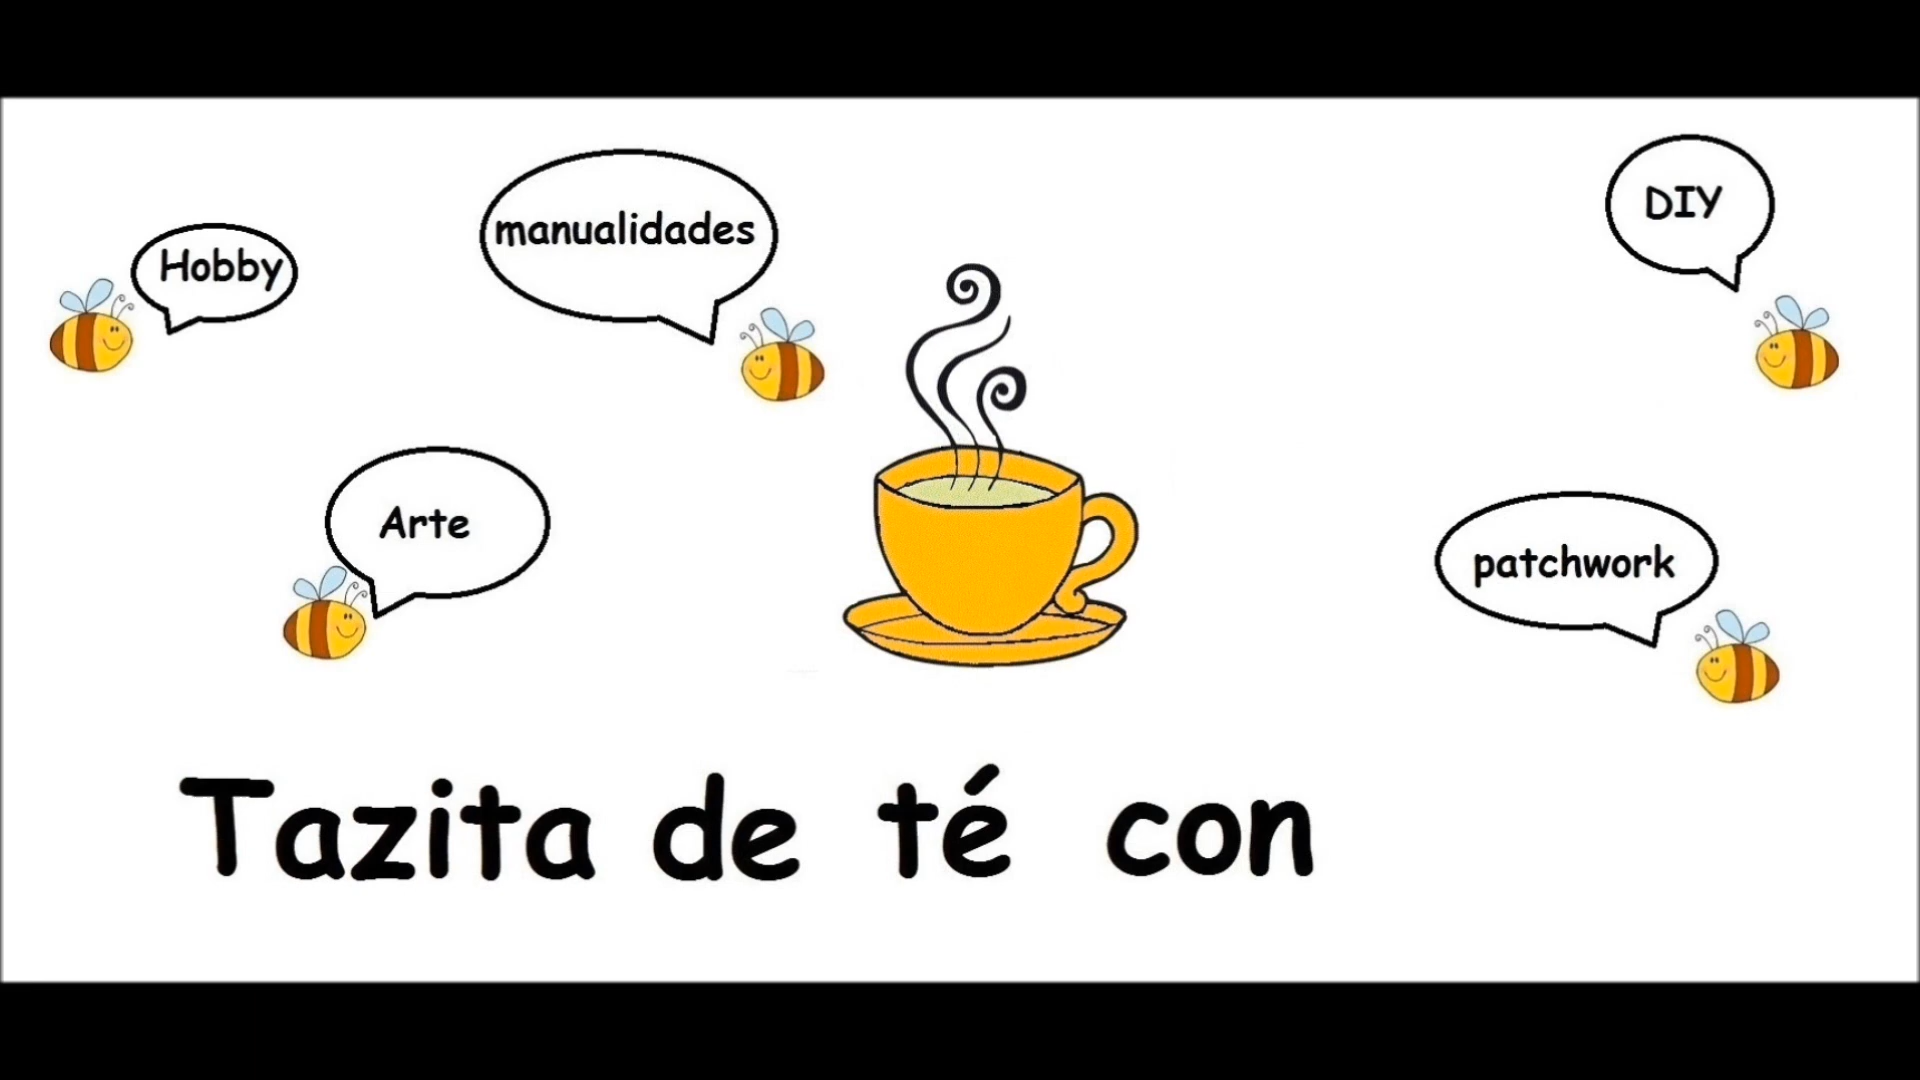 Hobby
manualidades
DIY
Arte
patchwork
Tazita de té con